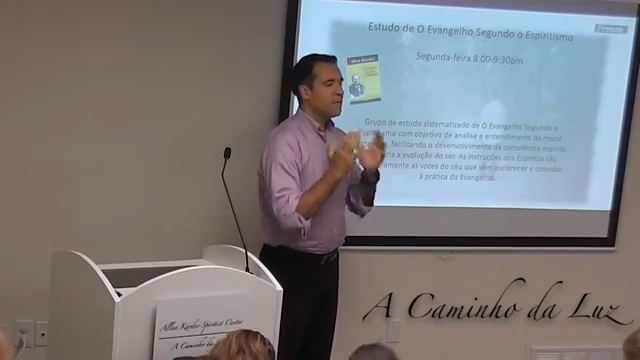 Estudo de O Evangelho Segundo o Espiritismo
Freeze
Segunda-feira 8:00-9:30pm
Allan Kardec
Grupo de estudo sistematizado de O Evangelho Segundo o
Espiritismo com objetivo de análise e entendimento da moral
facilitando o desenvolvimento da consciência espírita
a evolução do ser. As instruções dos Espíritos são
as vozes do céu que vêm esclarecer e convidar
à prática do Evangelho.
A Caminho da Luz
Allan Kardec Spiritist Center
A Caminho da